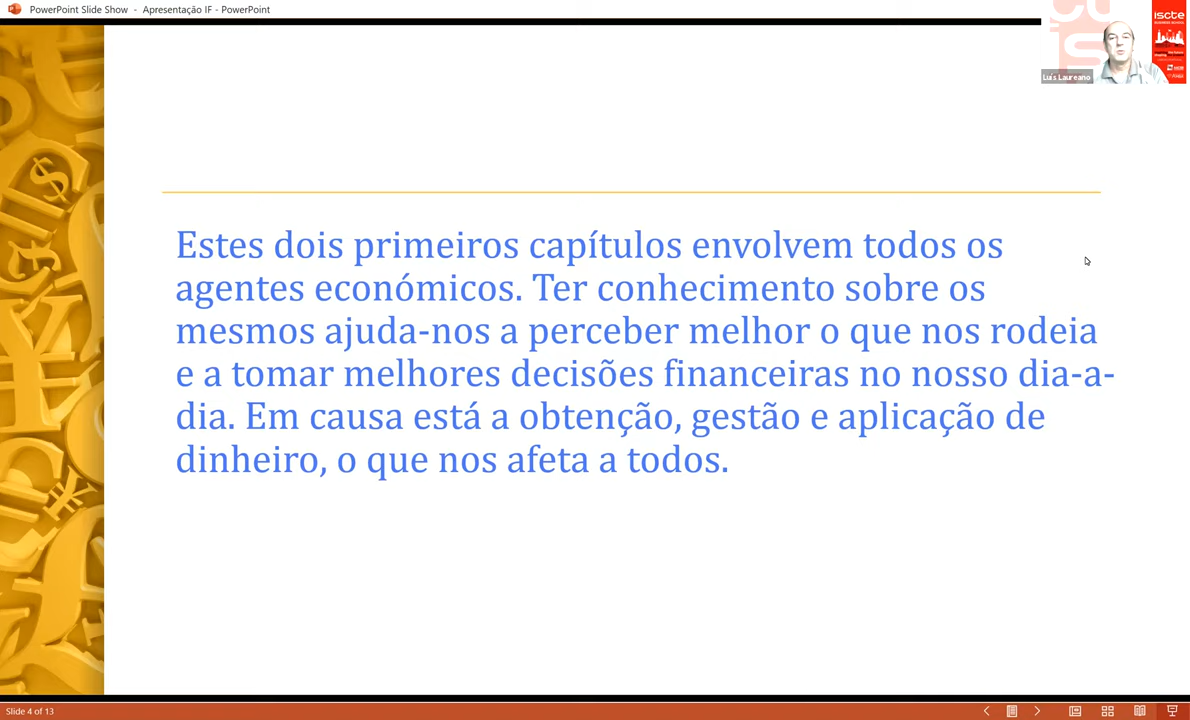 PowerPoint Slide Show - Apresentação IF - PowerPoint
iscte
Luís Laureano
Estes dois primeiros capítulos envolvem todos os
agentes económicos. Ter conhecimento sobre os
mesmos ajuda-nos a perceber melhor o que nos rodeia
e a tomar melhores decisões financeiras no nosso dia-a-
dia. Em causa está a obtenção, gestão e aplicação de
dinheiro, o que nos afeta a todos.
Slide 4 of 13